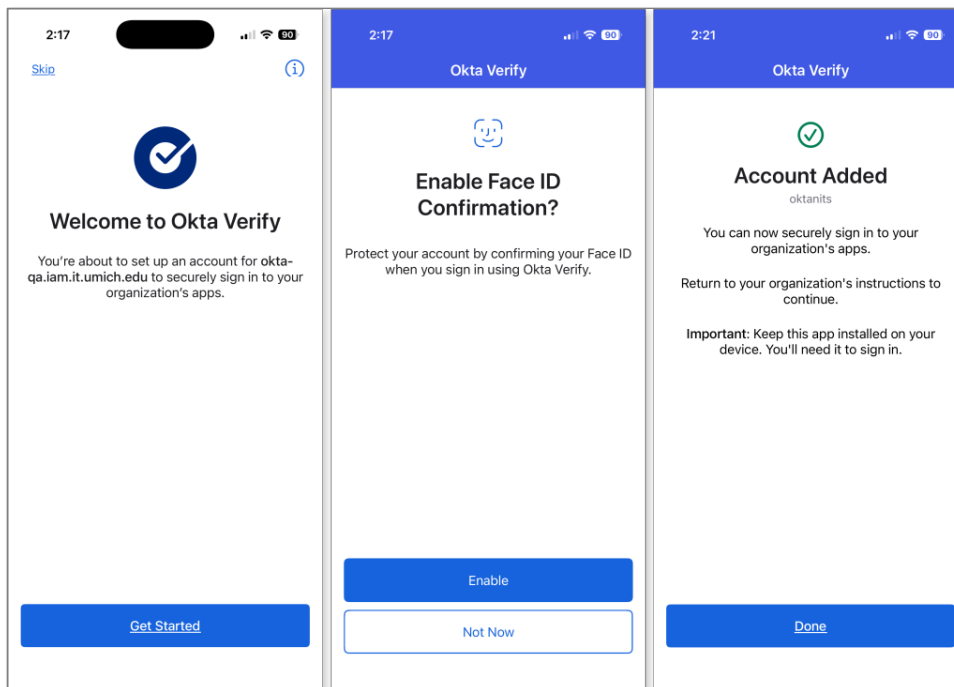 2:17
90
Skip
Welcome to Okta Verify
You're about to set up an account for okta-
qa.iam.it.umich.edu to securely sign in to your
organization's apps.
Get Started
2:17
90
Okta Verify
Enable Face ID
Confirmation?
Protect your account by confirming your Face ID
when you sign in using Okta Verify.
Enable
Not Now
2:21
90
Okta Verify
Account Added
oktanits
You can now securely sign in to your
organization's apps.
Return to your organization's instructions to
continue.
Important: Keep this app installed on your
device. You'll need it to sign in.
Done